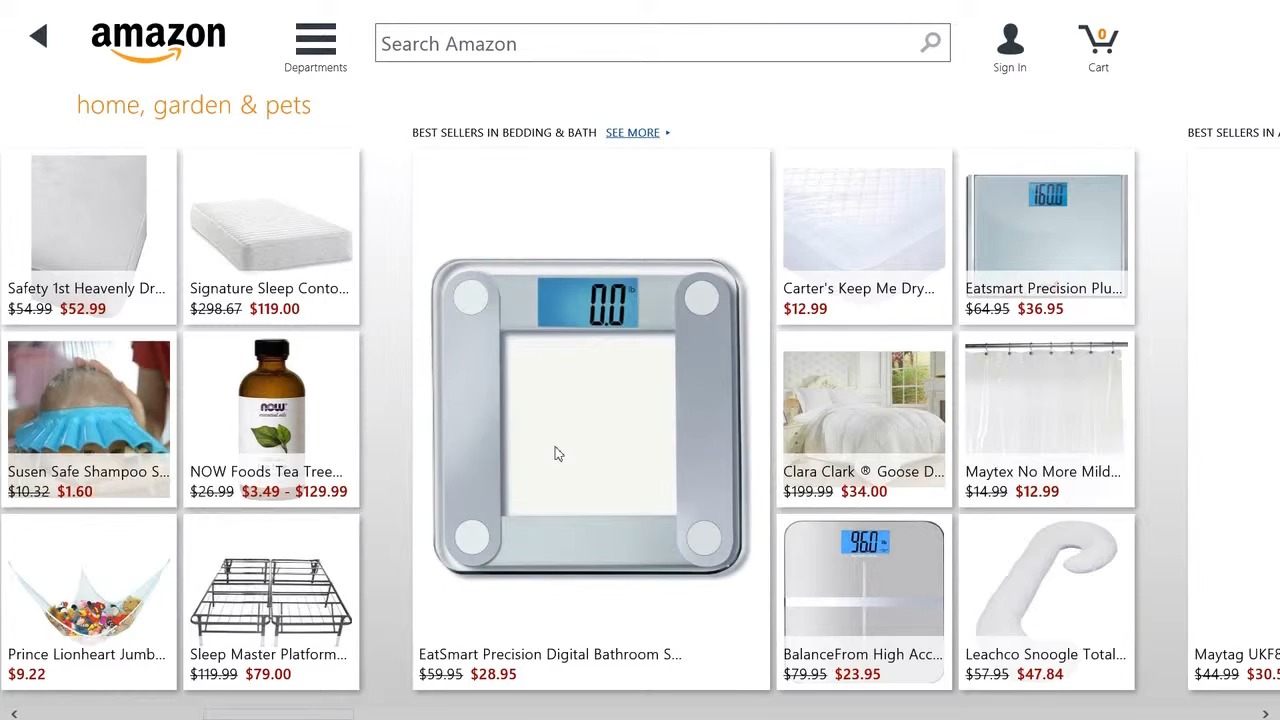 amazon
Departments
Search Amazon
Sign In
0
Cart
home, garden & pets
BEST SELLERS IN BEDDING & BATH SEE MORE
BEST SELLERS IN A
Safety 1st Heavenly Dr...
$54.99 $52.99
Signature Sleep Conto...
$298.67 $119.00
Susen Safe Shampoo S...
$10.32 $1.60
NOW
essential oils
NOW Foods Tea Tree...
$26.99 $3.49 - $129.99
Prince Lionheart Jumb...
$9.22
Sleep Master Platform...
$119.99 $79.00
0.0 lb
EatSmart Precision Digital Bathroom S...
$59.95 $28.95
Carter's Keep Me Dry...
$12.99
160.0
Eatsmart Precision Plu...
$64.95 $36.95
Clara Clark ® Goose D...
$199.99 $34.00
Maytex No More Mild...
$14.99 $12.99
96.0 lb
BalanceFrom High Acc...
$79.95 $23.95
Leachco Snoogle Total...
$57.95 $47.84
Maytag UKF8
$44.99 $30.5